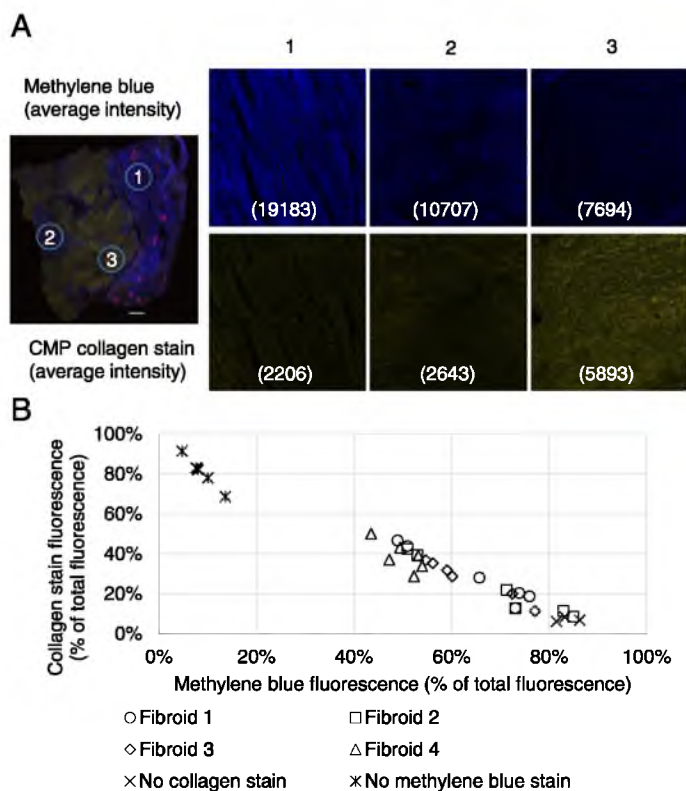 A
1 2 3
Methylene blue
(average intensity)
1
2
3
(19183) (10707) (7694)
CMP collagen stain
(average intensity)
(2206) (2643) (5893)
B
Collagen stain fluorescence
(% of total fluorescence)
100%
80%
60%
40%
20%
0%
0% 20% 40% 60% 80% 100%
Methylene blue fluorescence (% of total fluorescence)
Fibroid 1 Fibroid 2
Fibroid 3 Fibroid 4
No collagen stain No methylene blue stain